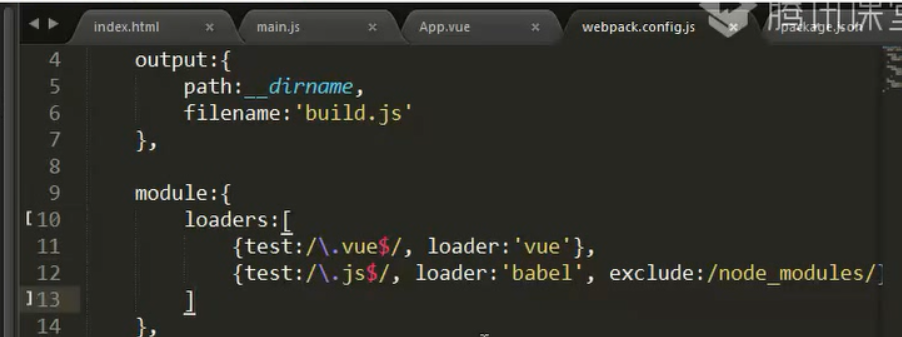 index.html × main.js × App.vue × webpack.config.js × package.json
腾讯课堂
4 output:{
5 path:__dirname,
6 filename:'build.js'
7 },
8
9 module:{
[10 loaders:[
11 {test:/\.vue$/, loader:'vue'},
12 {test:/\.js$/, loader:'babel', exclude:/node_modules/}
]13 ]
14 },